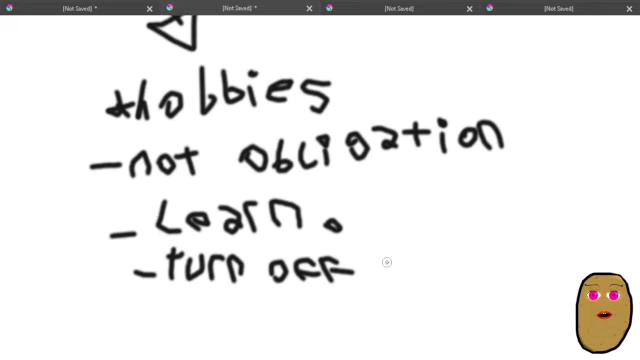 [Not Saved] * [Not Saved] * [Not Saved] [Not Saved]
*hobbies
- not obligation
- Learn.
- turn off